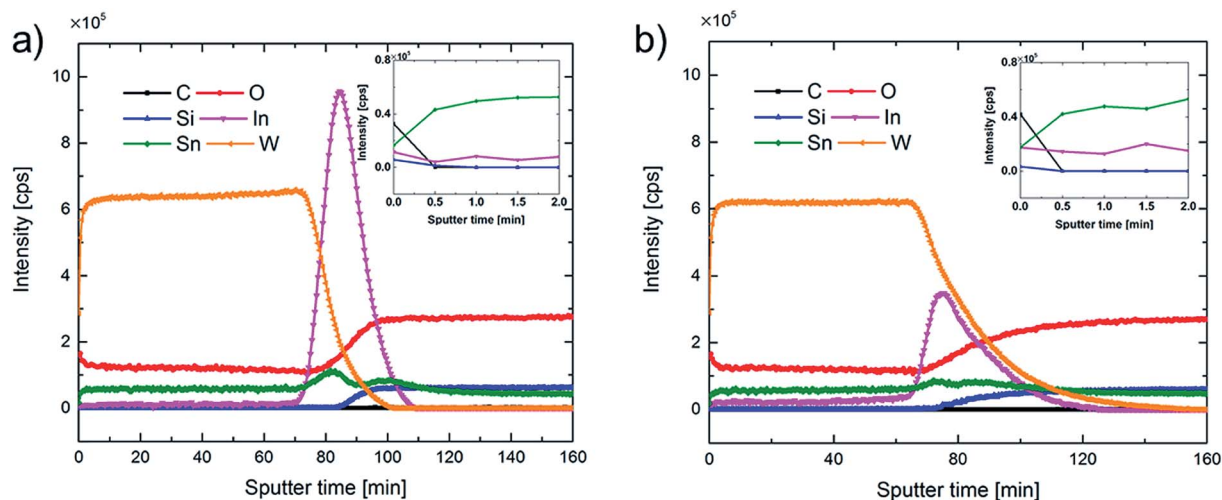 a)
×10⁵
10
8
6
4
2
0
Intensity [cps]
0 20 40 60 80 100 120 140 160
Sputter time [min]
C O
Si In
Sn W
×10⁵
0.8
0.4
0.0
Intensity [cps]
0.0 0.5 1.0 1.5 2.0
Sputter time [min]
b)
×10⁵
10
8
6
4
2
0
Intensity [cps]
0 20 40 60 80 100 120 140 160
Sputter time [min]
C O
Si In
Sn W
×10⁵
0.8
0.4
0.0
Intensity [cps]
0.0 0.5 1.0 1.5 2.0
Sputter time [min]